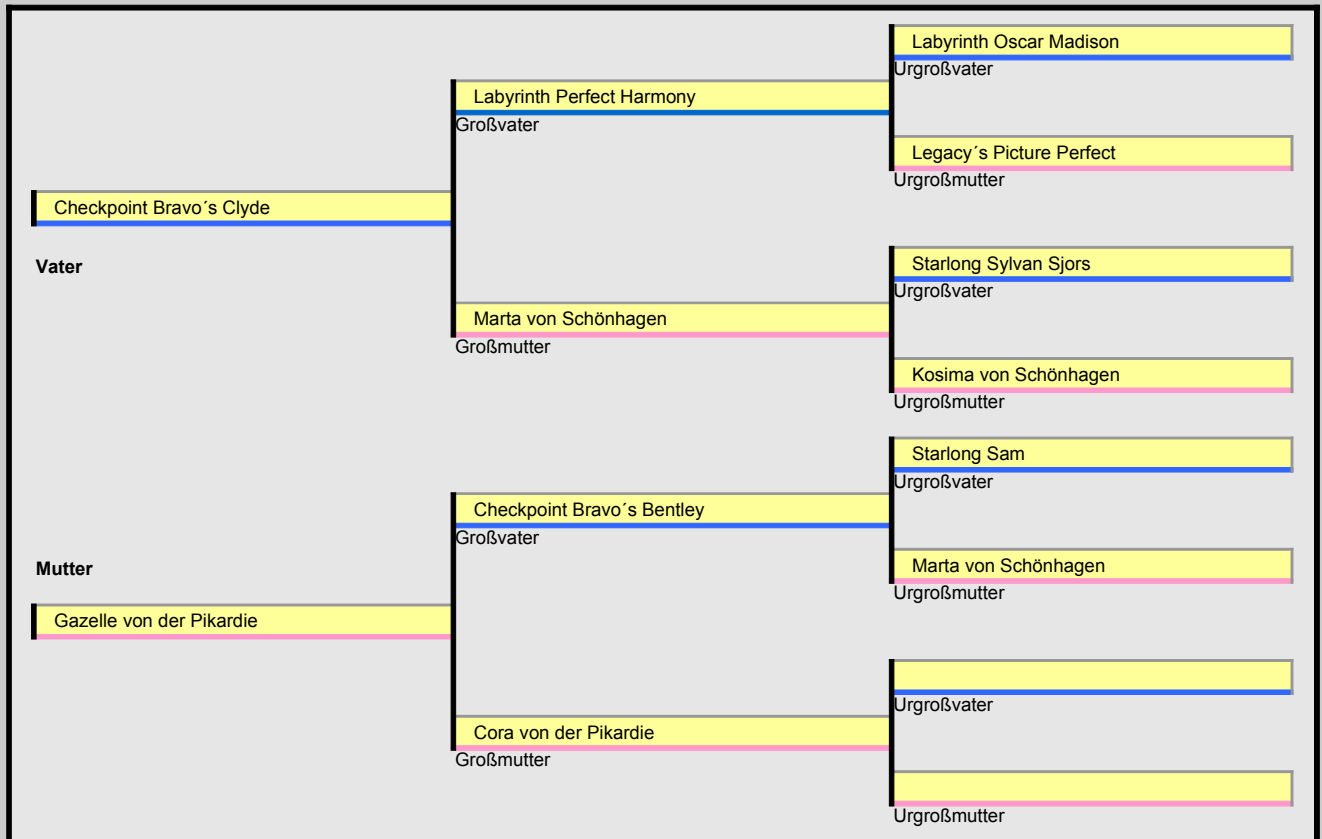 Labyrinth Oscar Madison
Urgroßvater
Labyrinth Perfect Harmony
Großvater
Legacy´s Picture Perfect
Urgroßmutter
Checkpoint Bravo´s Clyde
Vater
Starlong Sylvan Sjors
Urgroßvater
Marta von Schönhagen
Großmutter
Kosima von Schönhagen
Urgroßmutter
Starlong Sam
Urgroßvater
Checkpoint Bravo´s Bentley
Großvater
Mutter
Marta von Schönhagen
Urgroßmutter
Gazelle von der Pikardie
Urgroßvater
Cora von der Pikardie
Großmutter
Urgroßmutter